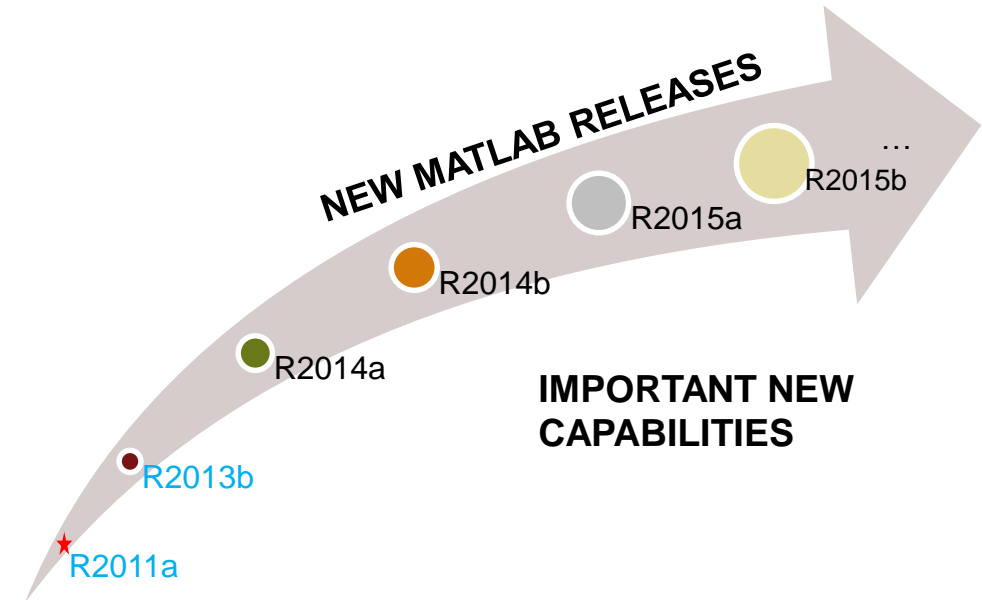 NEW MATLAB RELEASES
...
R2015b
R2015a
R2014b
R2014a
IMPORTANT NEW
CAPABILITIES
R2013b
R2011a